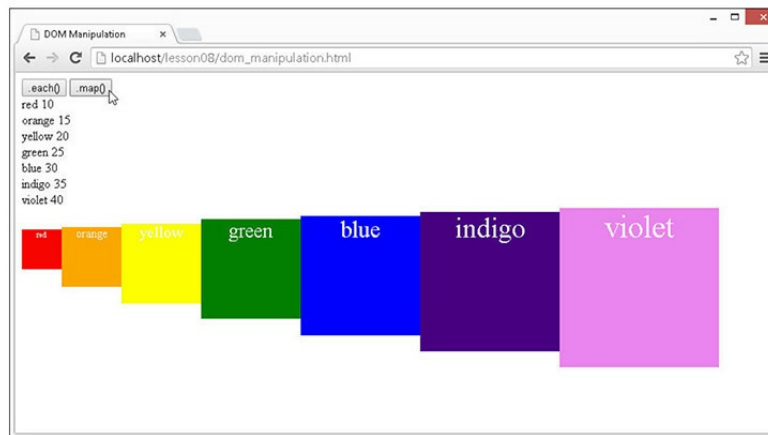 DOM Manipulation
localhost/lesson08/dom_manipulation.html
.each() .map()
red 10
orange 15
yellow 20
green 25
blue 30
indigo 35
violet 40
red orange yellow green blue indigo violet